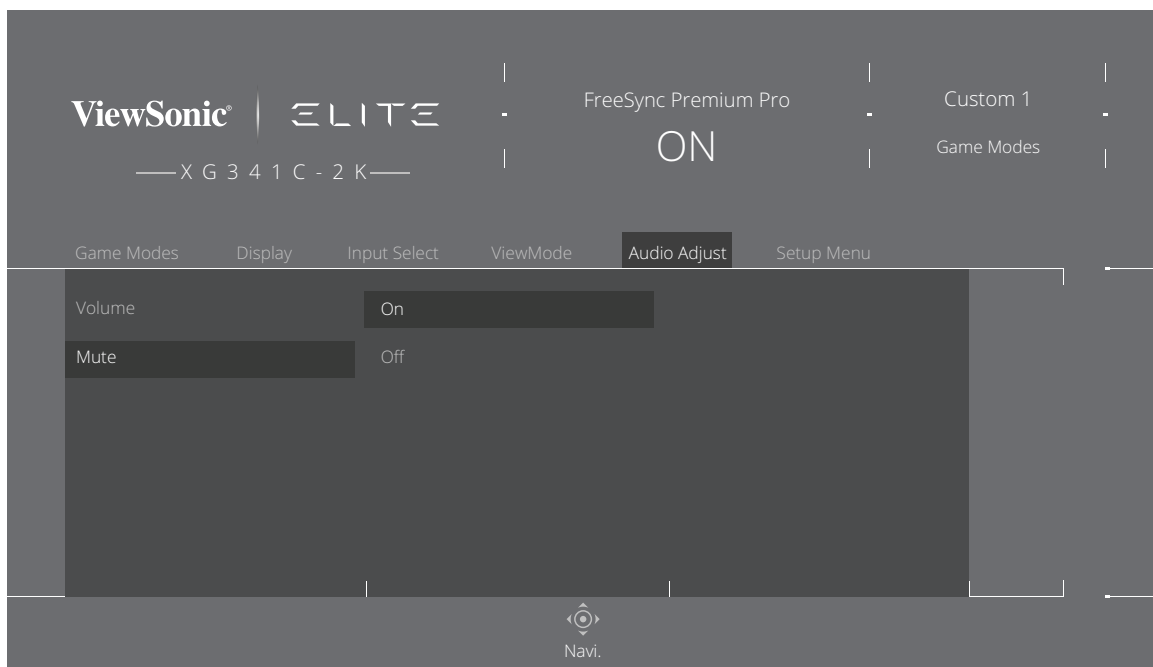 ViewSonic® | ELITE
XG341C-2K
FreeSync Premium Pro
ON
Custom 1
Game Modes
Game Modes Display Input Select ViewMode Audio Adjust Setup Menu
Volume On
Mute Off
Navi.